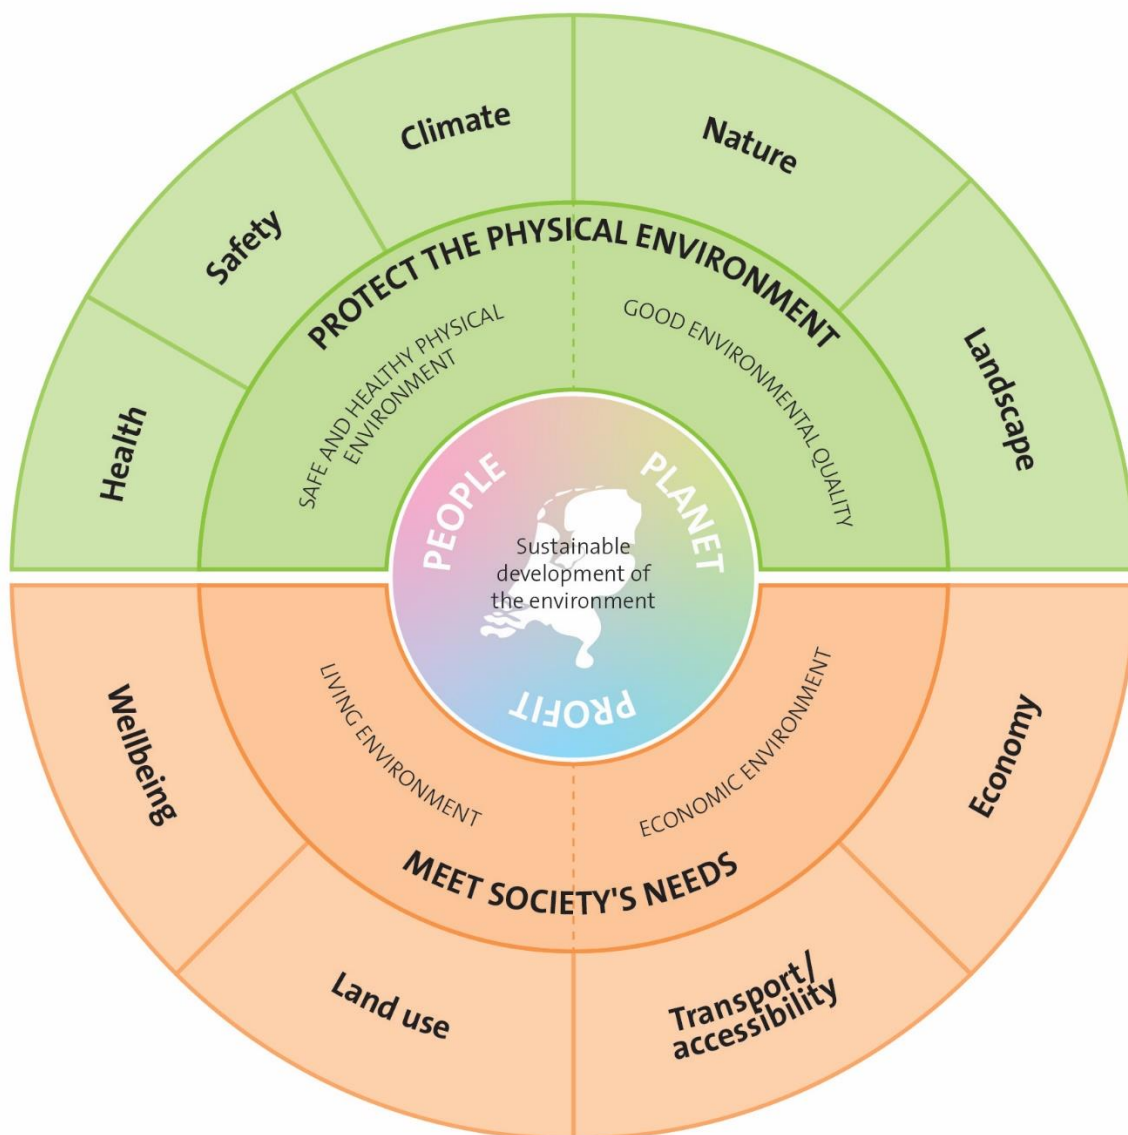 Climate
Nature
Safety
Health
Landscape
PROTECT THE PHYSICAL ENVIRONMENT
SAFE AND HEALTHY PHYSICAL
ENVIRONMENT
GOOD ENVIRONMENTAL QUALITY
PEOPLE
PLANET
PROFIT
Sustainable
development of
the environment
LIVING ENVIRONMENT
ECONOMIC ENVIRONMENT
MEET SOCIETY'S NEEDS
Wellbeing
Land use
Transport/
accessibility
Economy